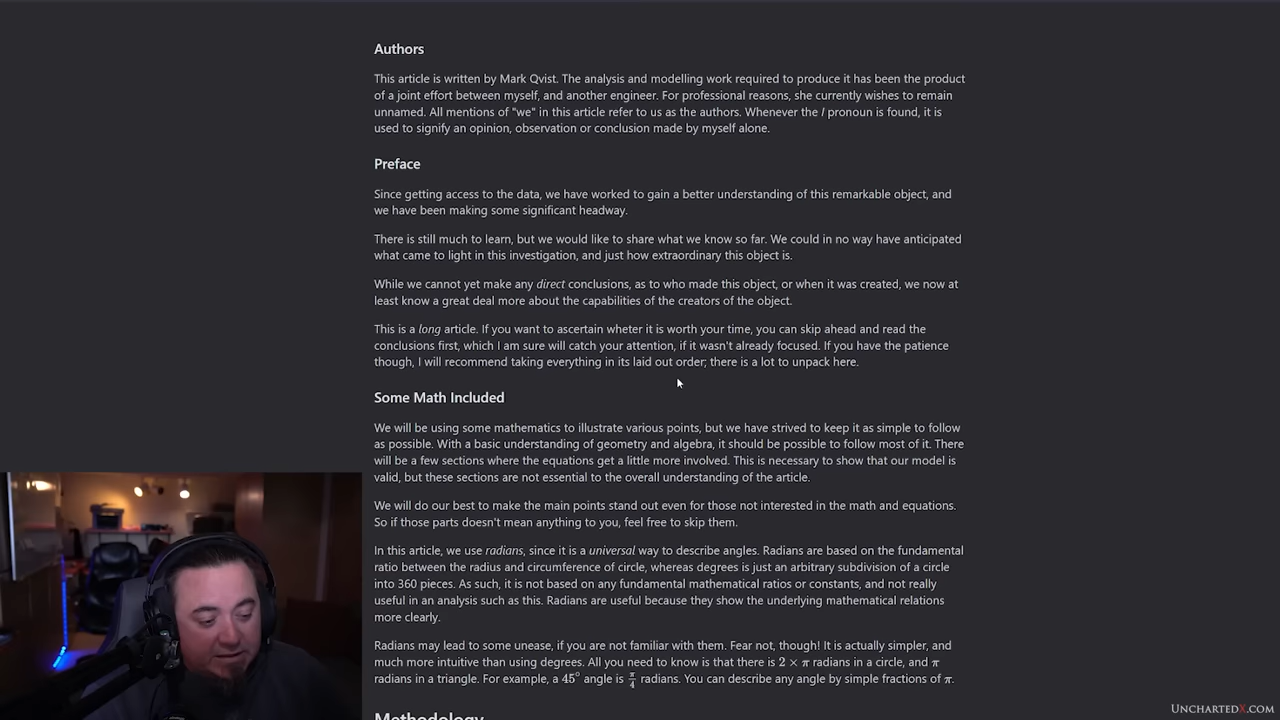 Authors
This article is written by Mark Qvist. The analysis and modelling work required to produce it has been the product
of a joint effort between myself, and another engineer. For professional reasons, she currently wishes to remain
unnamed. All mentions of "we" in this article refer to us as the authors. Whenever the I pronoun is found, it is
used to signify an opinion, observation or conclusion made by myself alone.
Preface
Since getting access to the data, we have worked to gain a better understanding of this remarkable object, and
we have been making some significant headway.
There is still much to learn, but we would like to share what we know so far. We could in no way have anticipated
what came to light in this investigation, and just how extraordinary this object is.
While we cannot yet make any direct conclusions, as to who made this object, or when it was created, we now at
least know a great deal more about the capabilities of the creators of the object.
This is a long article. If you want to ascertain wheter it is worth your time, you can skip ahead and read the
conclusions first, which I am sure will catch your attention, if it wasn't already focused. If you have the patience
though, I will recommend taking everything in its laid out order; there is a lot to unpack here.
Some Math Included
We will be using some mathematics to illustrate various points, but we have strived to keep it as simple to follow
as possible. With a basic understanding of geometry and algebra, it should be possible to follow most of it. There
will be a few sections where the equations get a little more involved. This is necessary to show that our model is
valid, but these sections are not essential to the overall understanding of the article.
We will do our best to make the main points stand out even for those not interested in the math and equations.
So if those parts doesn't mean anything to you, feel free to skip them.
In this article, we use radians, since it is a universal way to describe angles. Radians are based on the fundamental
ratio between the radius and circumference of circle, whereas degrees is just an arbitrary subdivision of a circle
into 360 pieces. As such, it is not based on any fundamental mathematical ratios or constants, and not really
useful in an analysis such as this. Radians are useful because they show the underlying mathematical relations
more clearly.
Radians may lead to some unease, if you are not familiar with them. Fear not, though! It is actually simpler, and
much more intuitive than using degrees. All you need to know is that there is 2 × π radians in a circle, and π
radians in a triangle. For example, a 45° angle is π/4 radians. You can describe any angle by simple fractions of π.
Methodology
UNCHARTEDX.COM